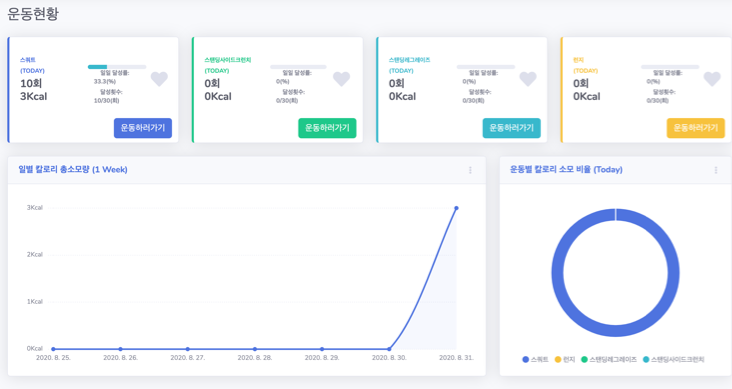 운동현황
스쿼트
(TODAY)
10회
3Kcal
일일 달성률:
33.3(%)
달성횟수:
10/30(회)
운동하러가기
스탠딩사이드크런치
(TODAY)
0회
0Kcal
일일 달성률:
0(%)
달성횟수:
0/30(회)
운동하러가기
스탠딩레그레이즈
(TODAY)
0회
0Kcal
일일 달성률:
0(%)
달성횟수:
0/30(회)
운동하러가기
런지
(TODAY)
0회
0Kcal
일일 달성률:
0(%)
달성횟수:
0/30(회)
운동하러가기
일별 칼로리 총소모량 (1 Week)
3Kcal
2Kcal
1Kcal
0Kcal
2020. 8. 25.
2020. 8. 26.
2020. 8. 27.
2020. 8. 28.
2020. 8. 29.
2020. 8. 30.
2020. 8. 31.
운동별 칼로리 소모 비율 (Today)
스쿼트
런지
스탠딩레그레이즈
스탠딩사이드크런치